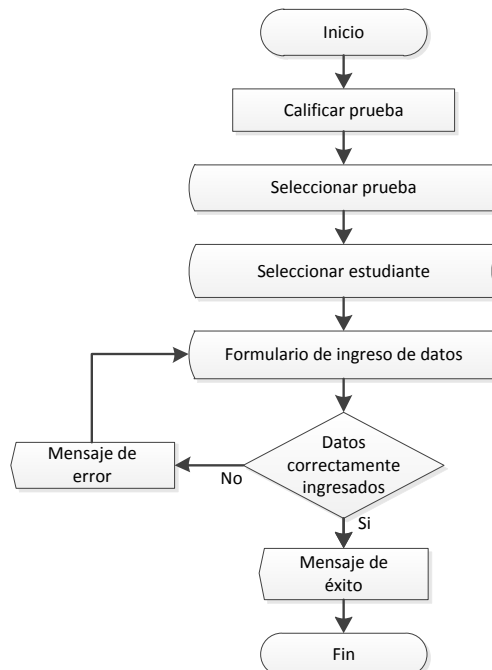 Inicio
Calificar prueba
Seleccionar prueba
Seleccionar estudiante
Formulario de ingreso de datos
Datos
correctamente
ingresados
Mensaje de
error
No
Si
Mensaje de
éxito
Fin